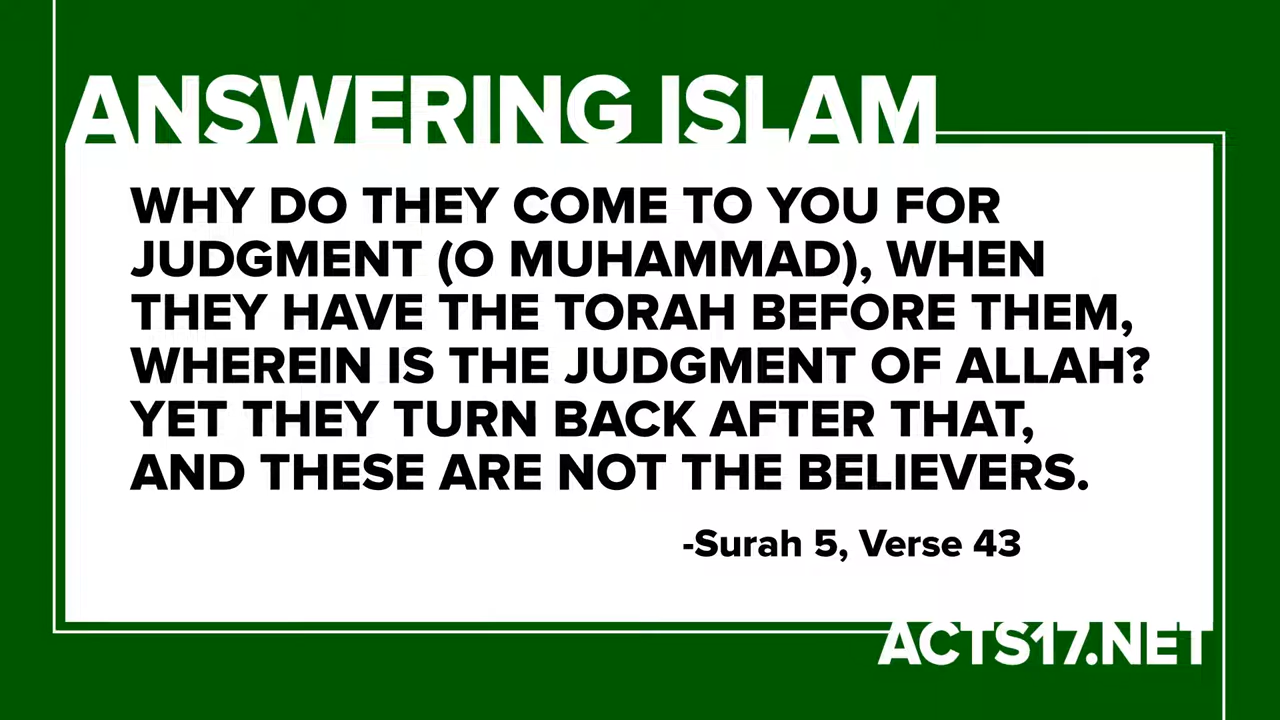 ANSWERING ISLAM
WHY DO THEY COME TO YOU FOR
JUDGMENT (O MUHAMMAD), WHEN
THEY HAVE THE TORAH BEFORE THEM,
WHEREIN IS THE JUDGMENT OF ALLAH?
YET THEY TURN BACK AFTER THAT,
AND THESE ARE NOT THE BELIEVERS.
-Surah 5, Verse 43
ACTS17.NET